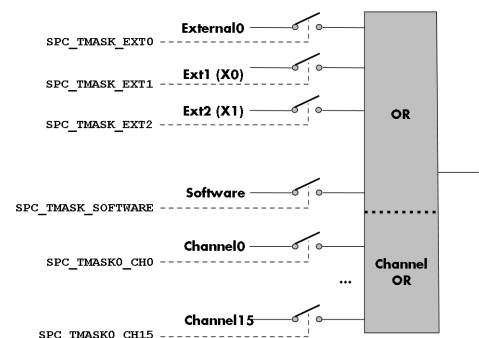 External0
SPC_TMASK_EXT0
Ext1 (X0)
SPC_TMASK_EXT1
Ext2 (X1)
SPC_TMASK_EXT2
OR
Software
SPC_TMASK_SOFTWARE
Channel0
SPC_TMASK0_CH0
Channel
OR
...
Channel15
SPC_TMASK0_CH15